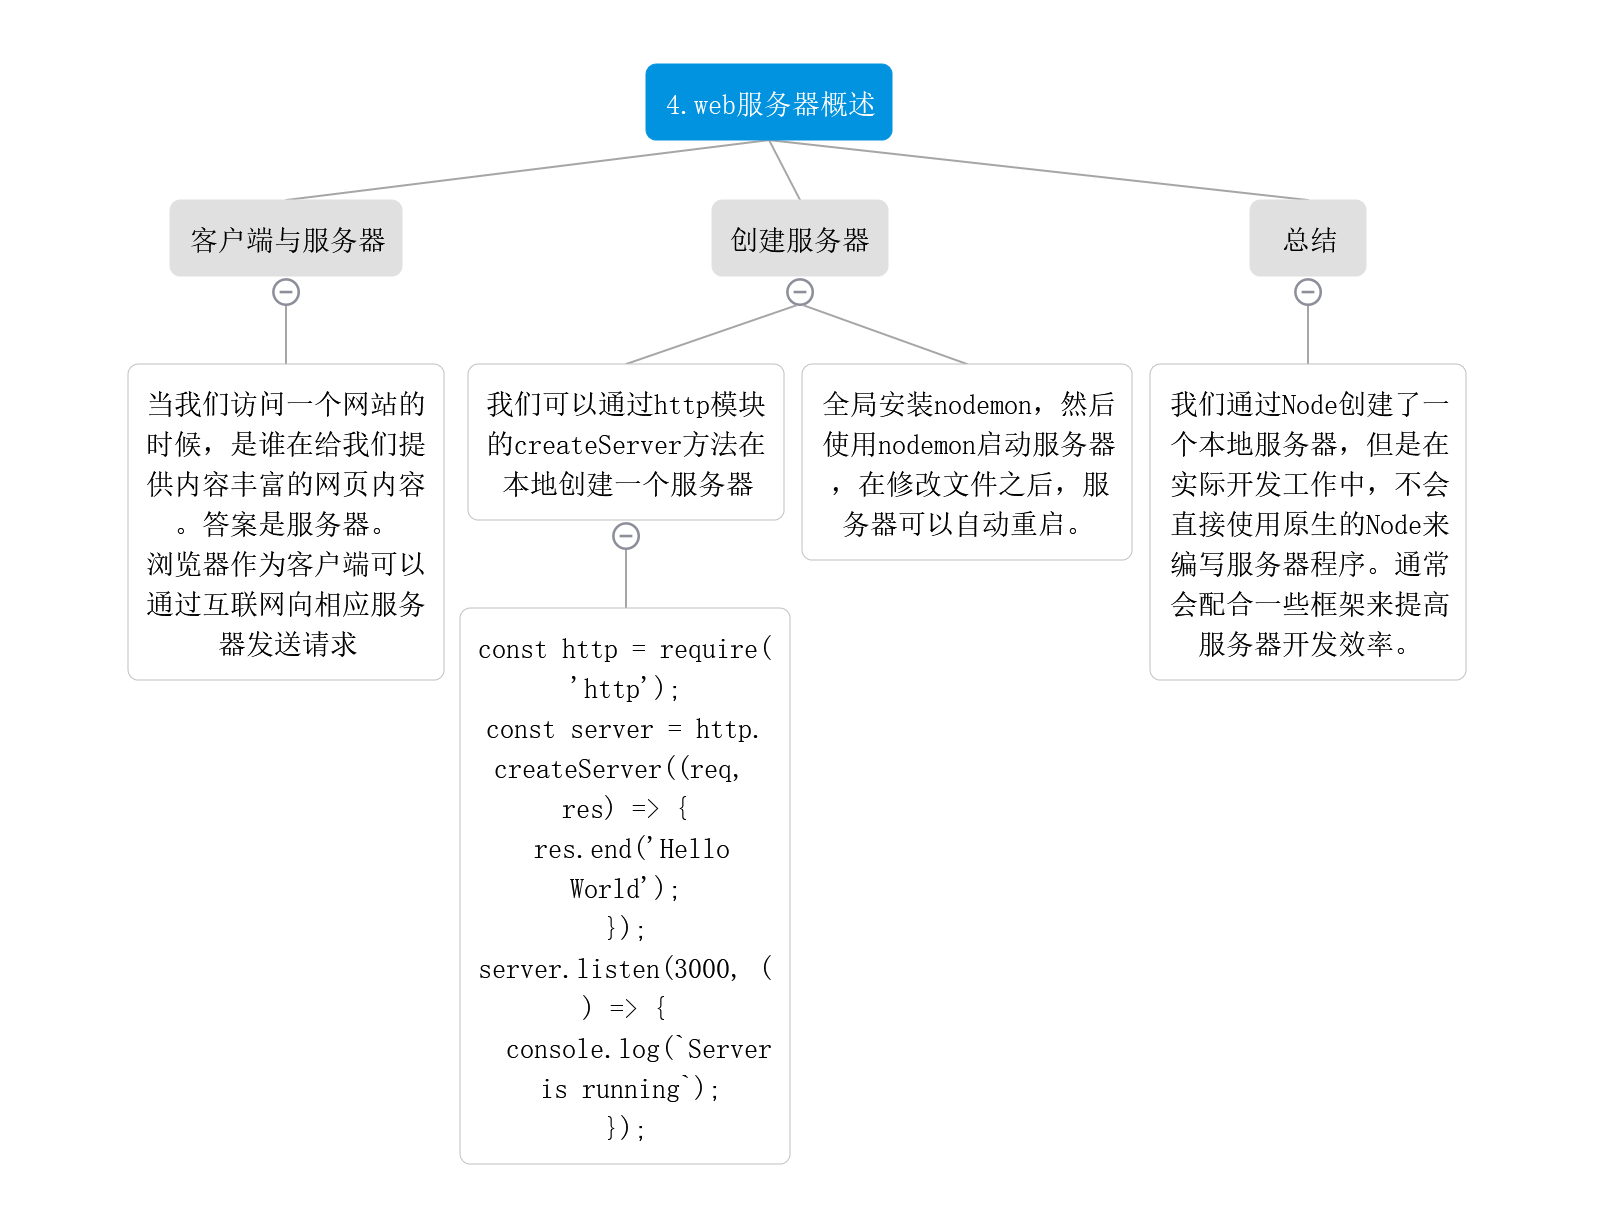 4.web服务器概述
客户端与服务器
创建服务器
总结
当我们访问一个网站的
时候，是谁在给我们提
供内容丰富的网页内容
。答案是服务器。
浏览器作为客户端可以
通过互联网向相应服务
器发送请求
我们可以通过http模块
的createServer方法在
本地创建一个服务器
全局安装nodemon，然后
使用nodemon启动服务器
，在修改文件之后，服
务器可以自动重启。
我们通过Node创建了一
个本地服务器，但是在
实际开发工作中，不会
直接使用原生的Node来
编写服务器程序。通常
会配合一些框架来提高
服务器开发效率。
const http = require(
'http');
const server = http.
createServer((req,
res) => {
res.end('Hello
World');
});
server.listen(3000, (
) => {
console.log(`Server
is running`);
});